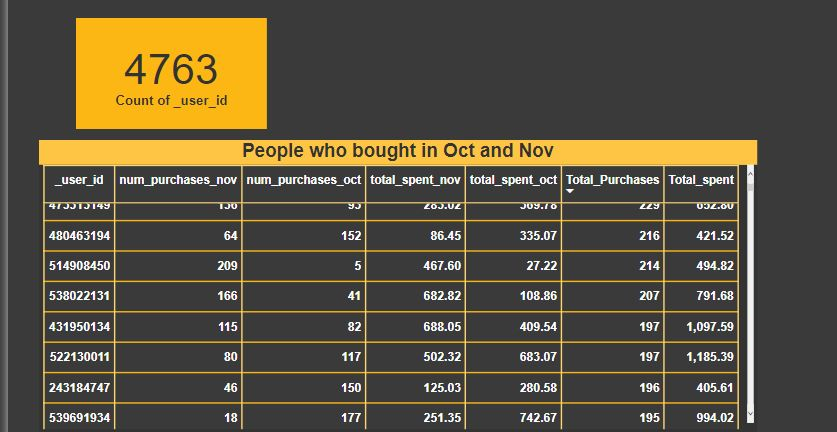 4763
Count of _user_id
People who bought in Oct and Nov
_user_id num_purchases_nov num_purchases_oct total_spent_nov total_spent_oct Total_Purchases Total_spent
473313149 136 93 283.02 369.78 229 652.80
480463194 64 152 86.45 335.07 216 421.52
514908450 209 5 467.60 27.22 214 494.82
538022131 166 41 682.82 108.86 207 791.68
431950134 115 82 688.05 409.54 197 1,097.59
522130011 80 117 502.32 683.07 197 1,185.39
243184747 46 150 125.03 280.58 196 405.61
539691934 18 177 251.35 742.67 195 994.02